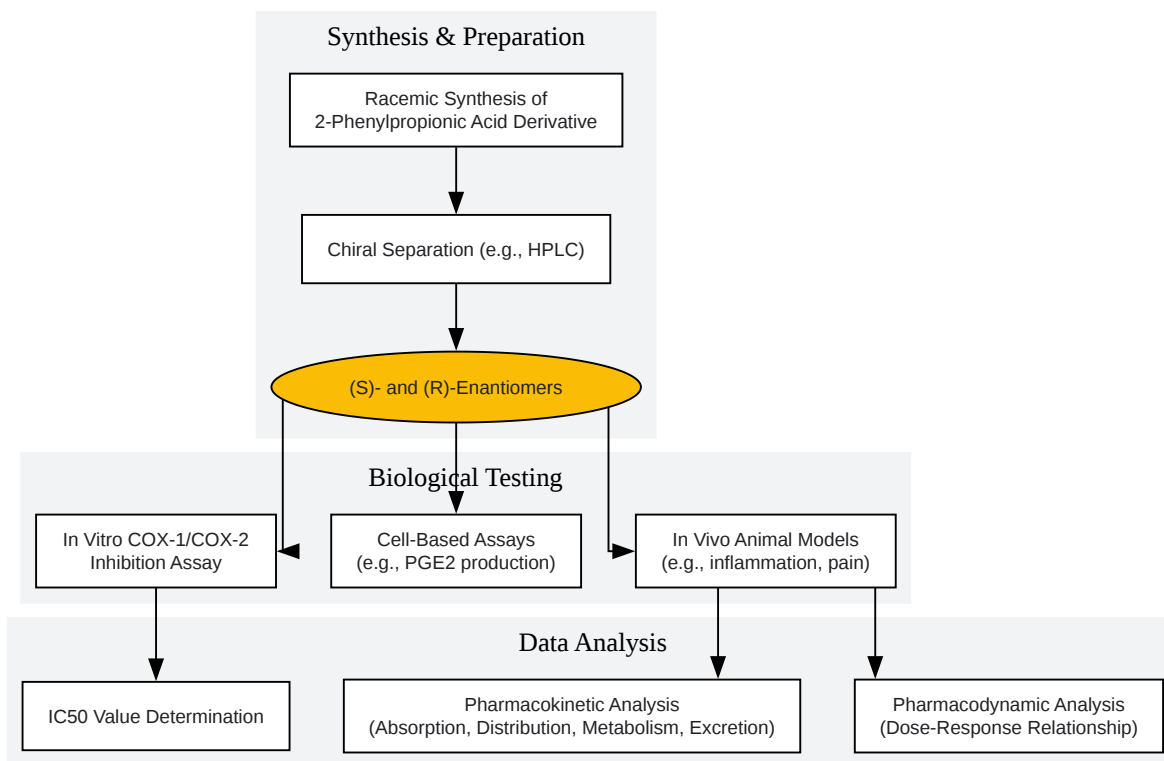 Synthesis & Preparation
Racemic Synthesis of
2-Phenylpropionic Acid Derivative
Chiral Separation (e.g., HPLC)
(S)- and (R)-Enantiomers
Biological Testing
In Vitro COX-1/COX-2
Inhibition Assay
Cell-Based Assays
(e.g., PGE2 production)
In Vivo Animal Models
(e.g., inflammation, pain)
Data Analysis
IC50 Value Determination
Pharmacokinetic Analysis
(Absorption, Distribution, Metabolism, Excretion)
Pharmacodynamic Analysis
(Dose-Response Relationship)